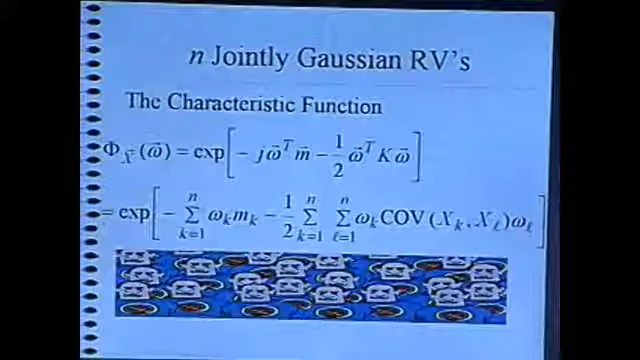 n Jointly Gaussian RV's
The Characteristic Function
Φ_X⃗(ω⃗) = exp[− jω⃗ᵀ m⃗ − 1/2 ω⃗ᵀ K ω⃗]
= exp[− Σ_{k=1}^{n} ω_k m_k − 1/2 Σ_{k=1}^{n} Σ_{ℓ=1}^{n} ω_k COV(X_k, X_ℓ)ω_ℓ]